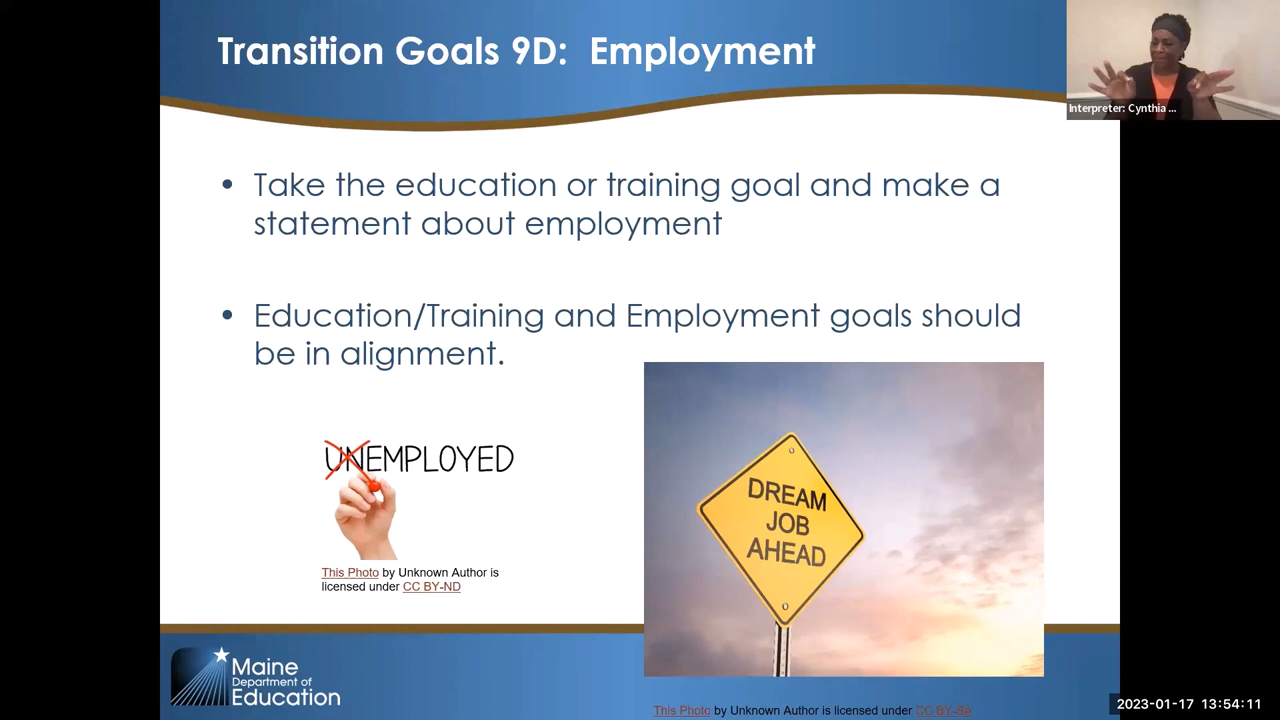 Transition Goals 9D: Employment
Interpreter: Cynthia ...
• Take the education or training goal and make a
statement about employment
• Education/Training and Employment goals should
be in alignment.
UNEMPLOYED
This Photo by Unknown Author is
licensed under CC BY-ND
DREAM
JOB
AHEAD
Maine
Department of
Education
This Photo by Unknown Author is licensed under CC BY-SA
2023-01-17 13:54:11